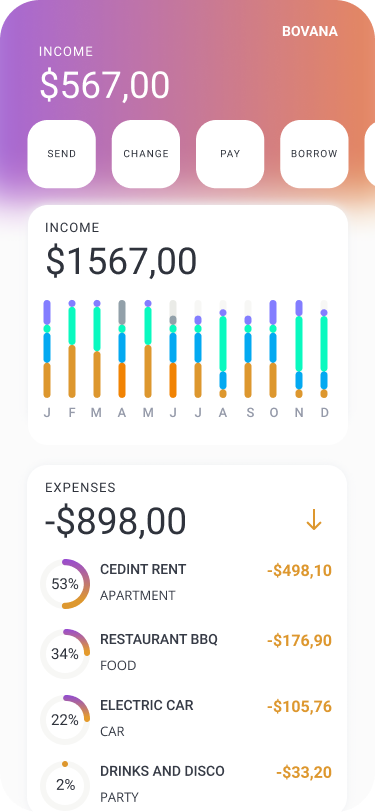 BOVANA
INCOME
$567,00
SEND CHANGE PAY BORROW
INCOME
$1567,00
J F M A M J J A S O N D
EXPENSES
-$898,00
53% CEDINT RENT -$498,10
APARTMENT
34% RESTAURANT BBQ -$176,90
FOOD
22% ELECTRIC CAR -$105,76
CAR
2% DRINKS AND DISCO -$33,20
PARTY